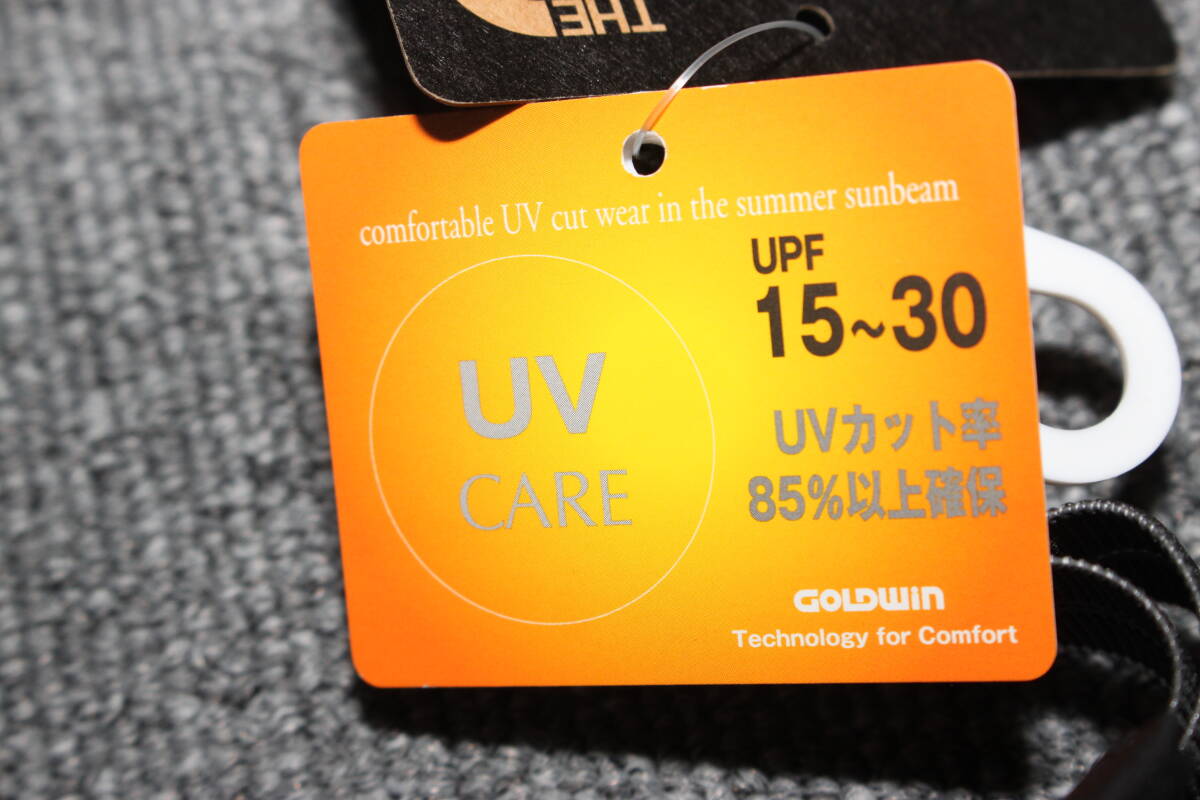 THE
comfortable UV cut wear in the summer sunbeam
UPF
15~30
UV
CARE
UVカット率
85%以上確保
GOLDWIN
Technology for Comfort